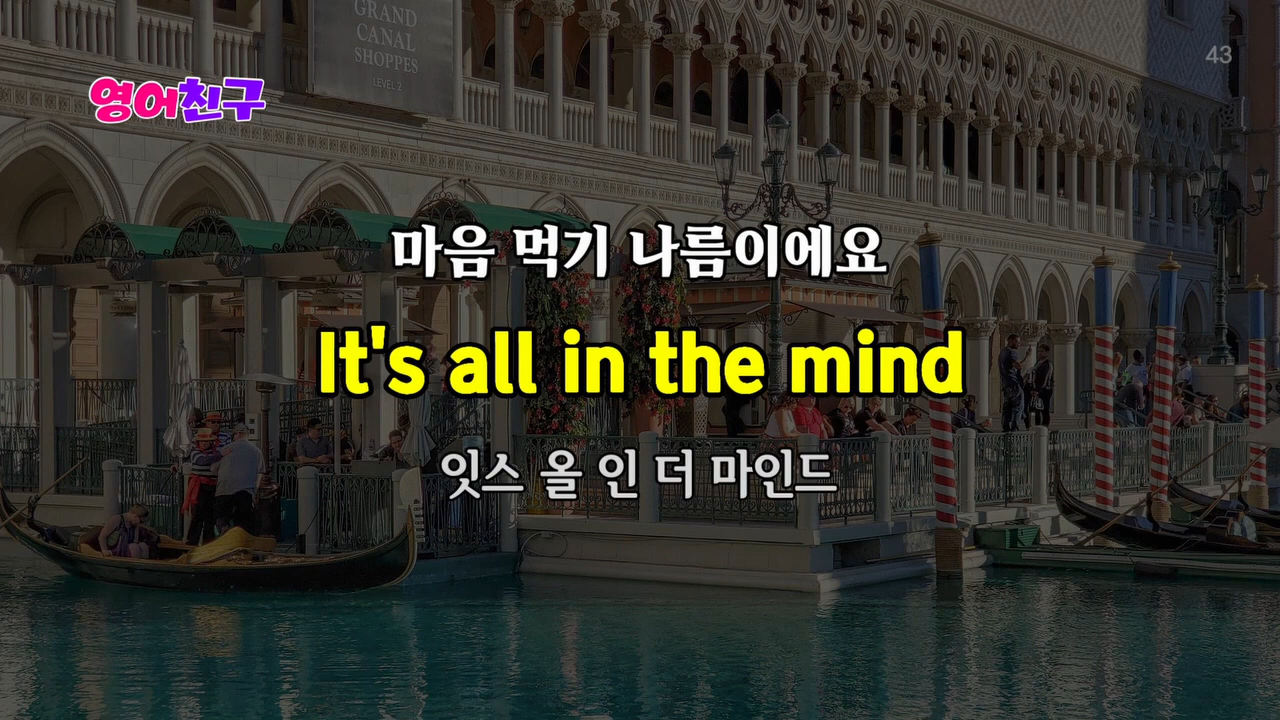 GRAND
CANAL
SHOPPES
LEVEL 2
43
영어친구
마음 먹기 나름이에요
It's all in the mind
잇스 올 인 더 마인드